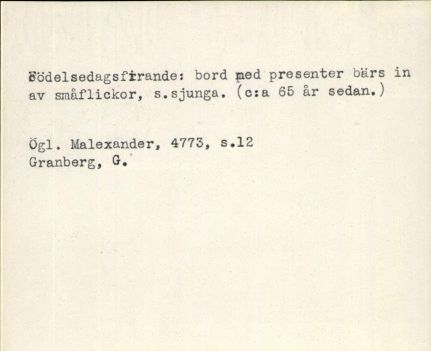 Födelsedagsfirande: bord med presenter bärs in
av småflickor, s.sjunga. (c:a 65 år sedan.)
Ögl. Malexander, 4773, s.12
Granberg, G.